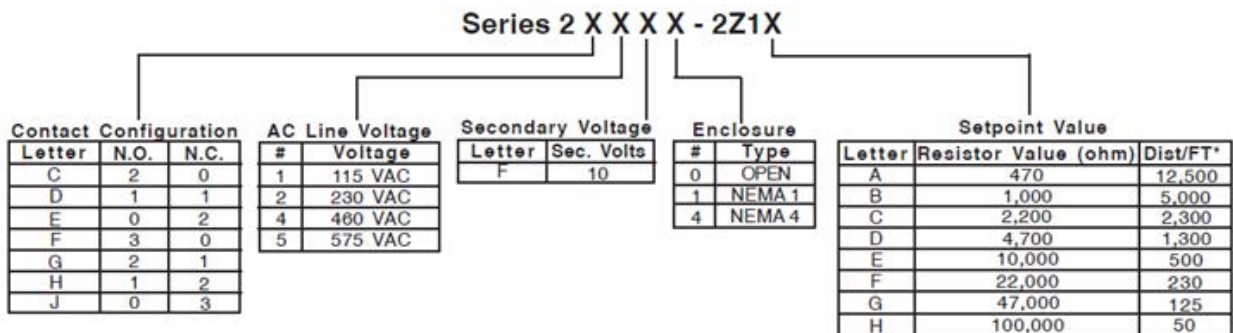 Series 2 X X X X - 2Z1X
Contact Configuration
Letter N.O. N.C.
C 2 0
D 1 1
E 0 2
F 3 0
G 2 1
H 1 2
J 0 3
AC Line Voltage
# Voltage
1 115 VAC
2 230 VAC
4 460 VAC
5 575 VAC
Secondary Voltage
Letter Sec. Volts
F 10
Enclosure
# Type
0 OPEN
1 NEMA 1
4 NEMA 4
Setpoint Value
Letter Resistor Value (ohm) Dist/FT*
A 470 12,500
B 1,000 5,000
C 2,200 2,300
D 4,700 1,300
E 10,000 500
F 22,000 230
G 47,000 125
H 100,000 50